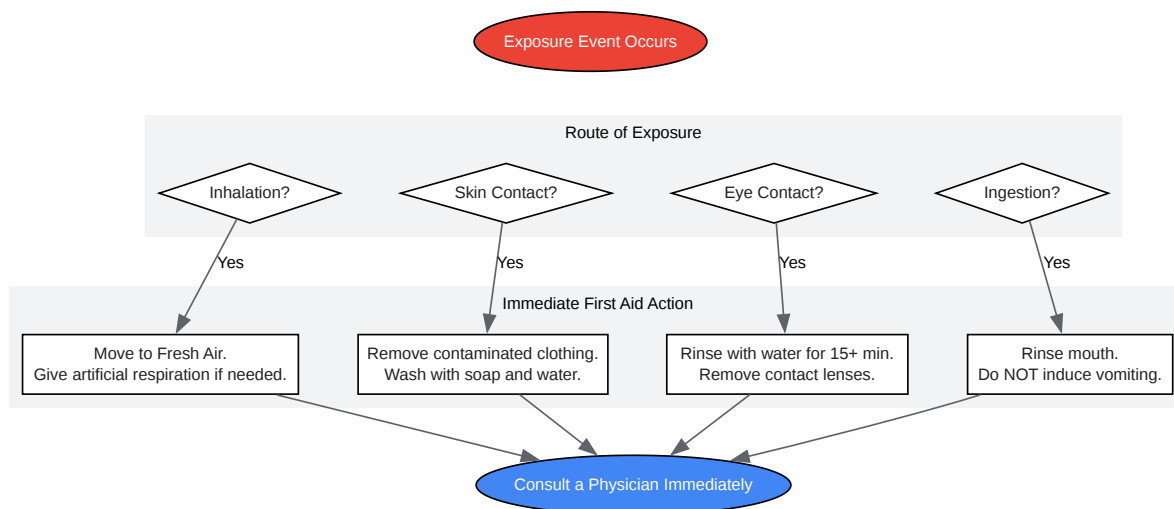 Exposure Event Occurs
Route of Exposure
Inhalation?
Skin Contact?
Eye Contact?
Ingestion?
Yes
Yes
Yes
Yes
Immediate First Aid Action
Move to Fresh Air.
Give artificial respiration if needed.
Remove contaminated clothing.
Wash with soap and water.
Rinse with water for 15+ min.
Remove contact lenses.
Rinse mouth.
Do NOT induce vomiting.
Consult a Physician Immediately